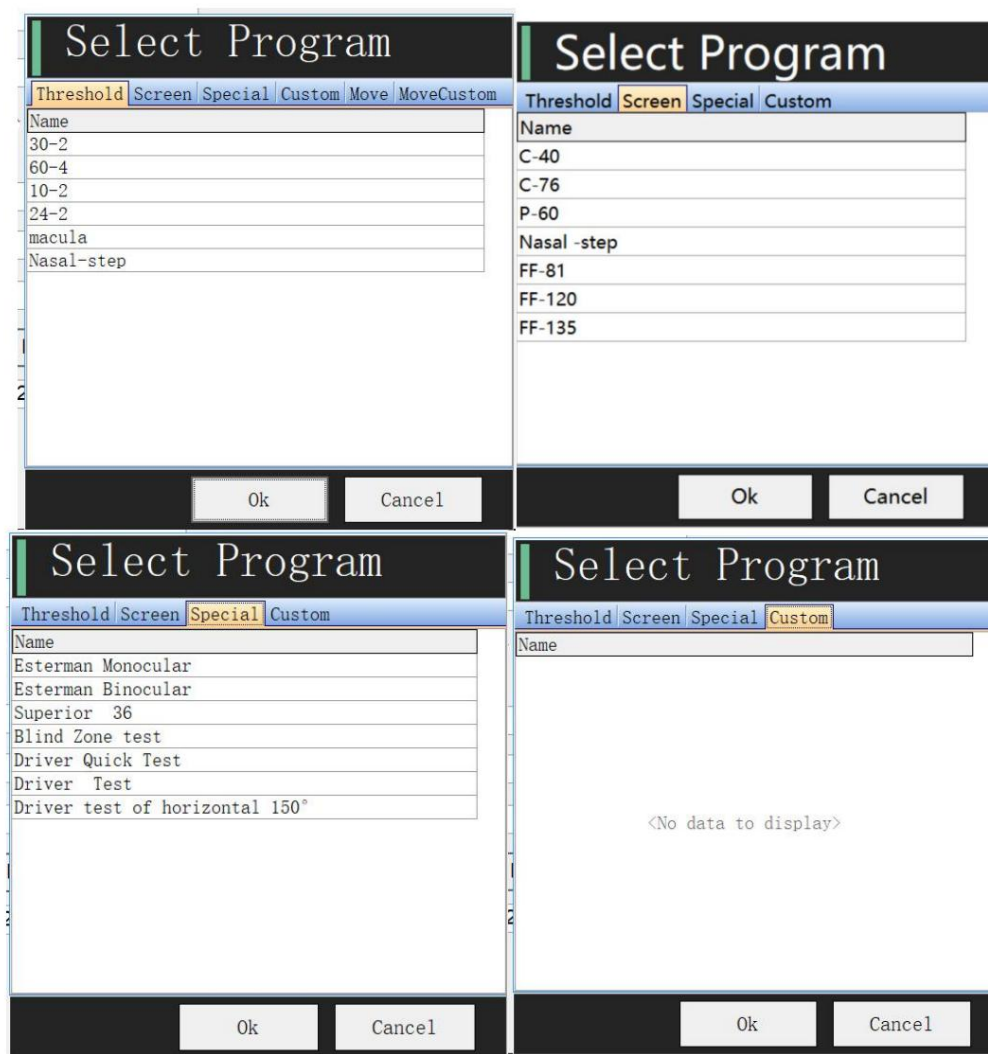 Select Program
Threshold Screen Special Custom Move MoveCustom
Name
30-2
60-4
10-2
24-2
macula
Nasal-step
Ok Cancel
Select Program
Threshold Screen Special Custom
Name
C-40
C-76
P-60
Nasal -step
FF-81
FF-120
FF-135
Ok Cancel
Select Program
Threshold Screen Special Custom
Name
Esterman Monocular
Esterman Binocular
Superior  36
Blind Zone test
Driver Quick Test
Driver  Test
Driver test of horizontal 150°
Ok Cancel
Select Program
Threshold Screen Special Custom
Name
<No data to display>
Ok Cancel